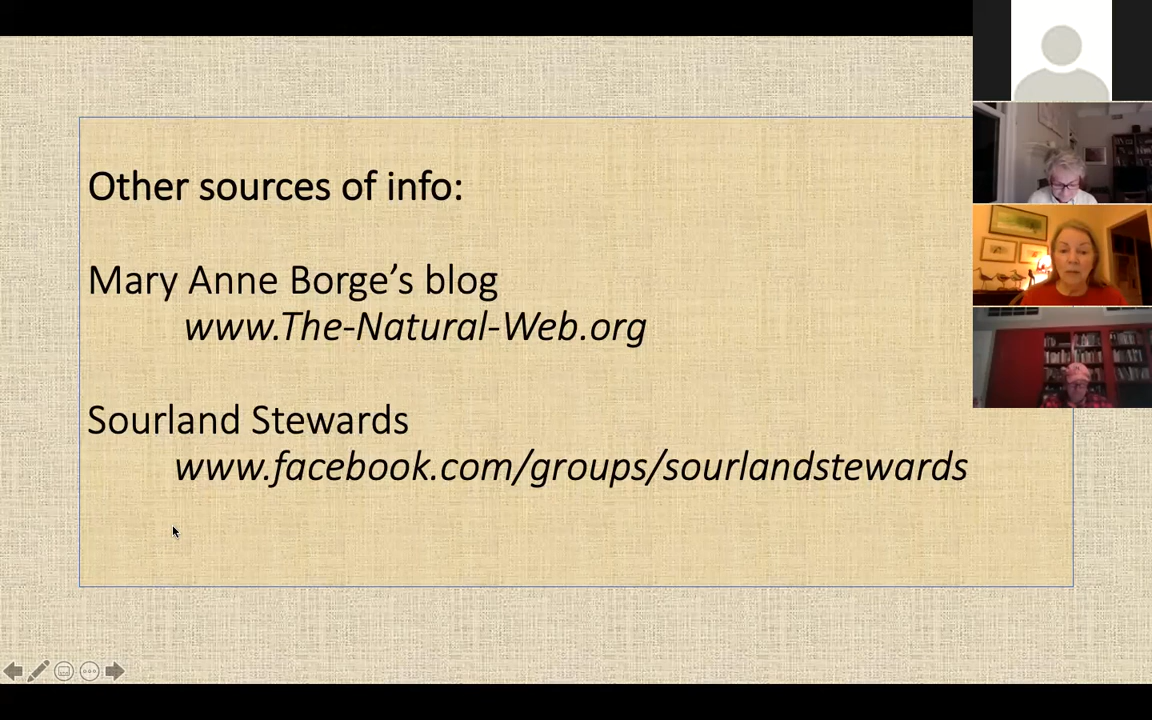 Other sources of info:
Mary Anne Borge’s blog
www.The-Natural-Web.org
Sourland Stewards
www.facebook.com/groups/sourlandstewards